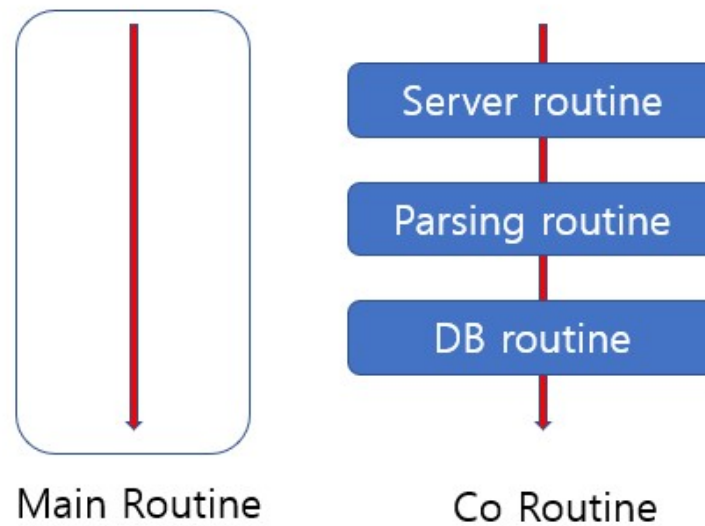 Server routine
Parsing routine
DB routine
Main Routine
Co Routine